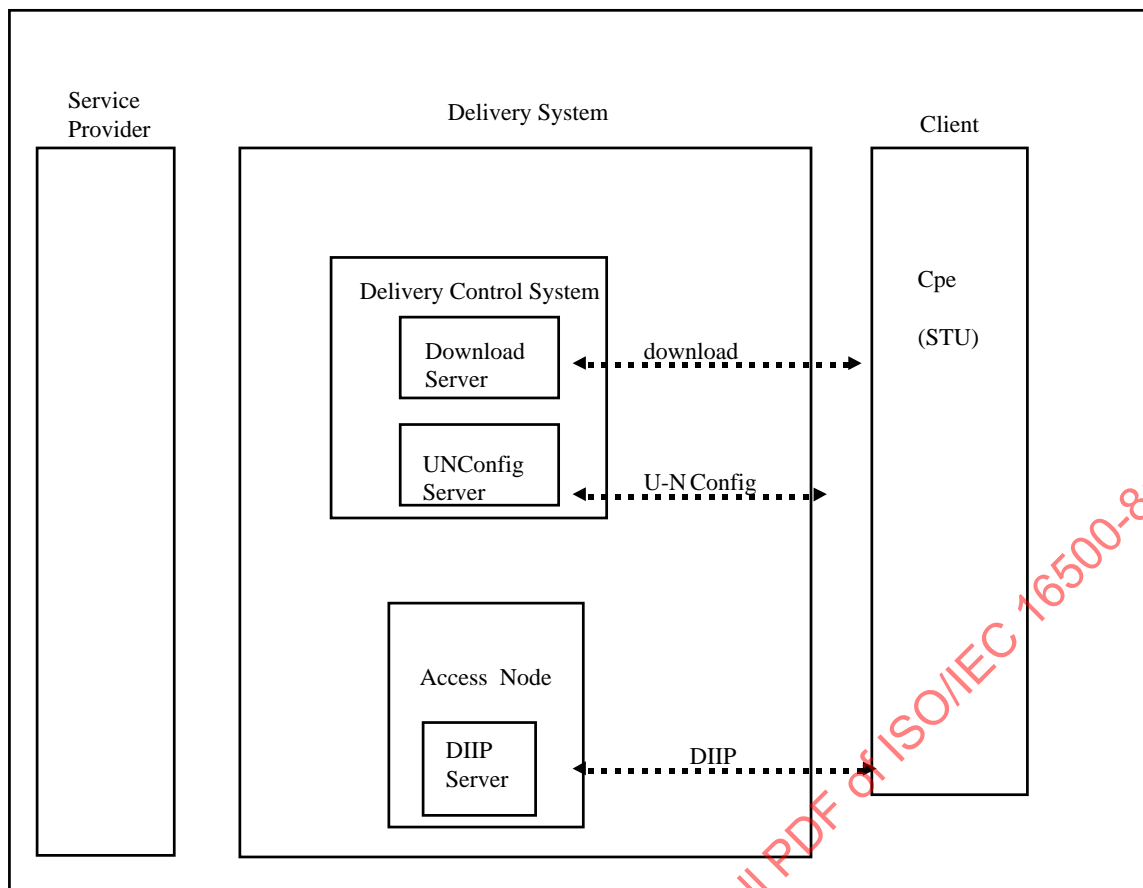 Service
Provider
Delivery System
Client
Delivery Control System
Download
Server
download
Cpe
(STU)
UNConfig
Server
U-N Config
Access Node
DIIP
Server
DIIP
ll PDF of ISO/IEC 16500-8